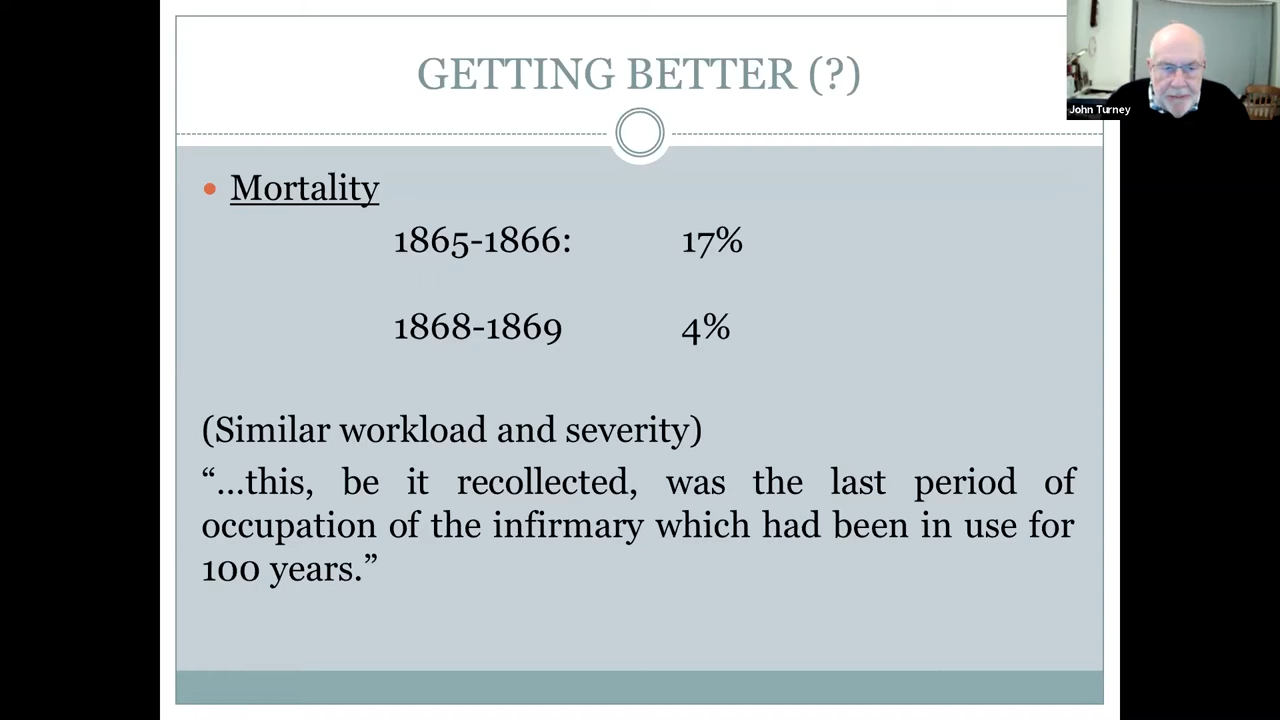 GETTING BETTER (?)
John Turney
• Mortality
1865-1866: 17%
1868-1869 4%
(Similar workload and severity)
“...this, be it recollected, was the last period of
occupation of the infirmary which had been in use for
100 years.”